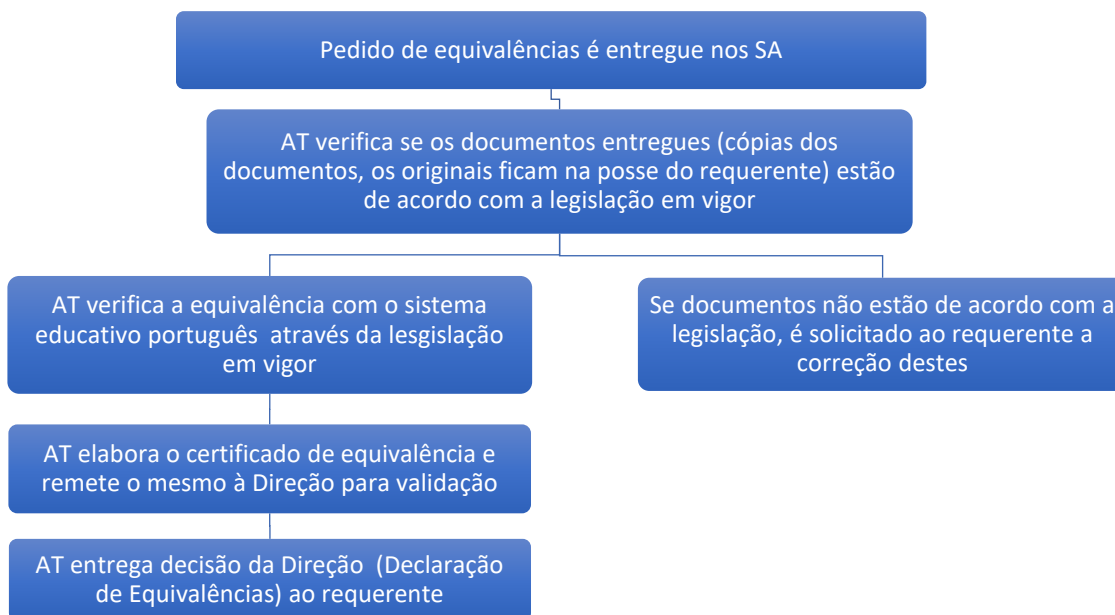 Pedido de equivalências é entregue nos SA
AT verifica se os documentos entregues (cópias dos
documentos, os originais ficam na posse do requerente) estão
de acordo com a legislação em vigor
AT verifica a equivalência com o sistema
educativo português através da lesgislação
em vigor
Se documentos não estão de acordo com a
legislação, é solicitado ao requerente a
correção destes
AT elabora o certificado de equivalência e
remete o mesmo à Direção para validação
AT entrega decisão da Direção (Declaração
de Equivalências) ao requerente